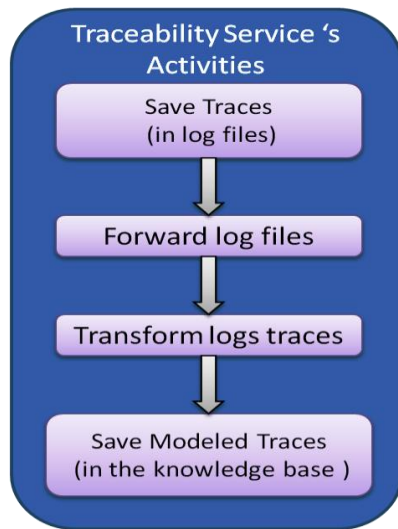 Traceability Service ‘s
Activities
Save Traces
(in log files)
Forward log files
Transform logs traces
Save Modeled Traces
(in the knowledge base )